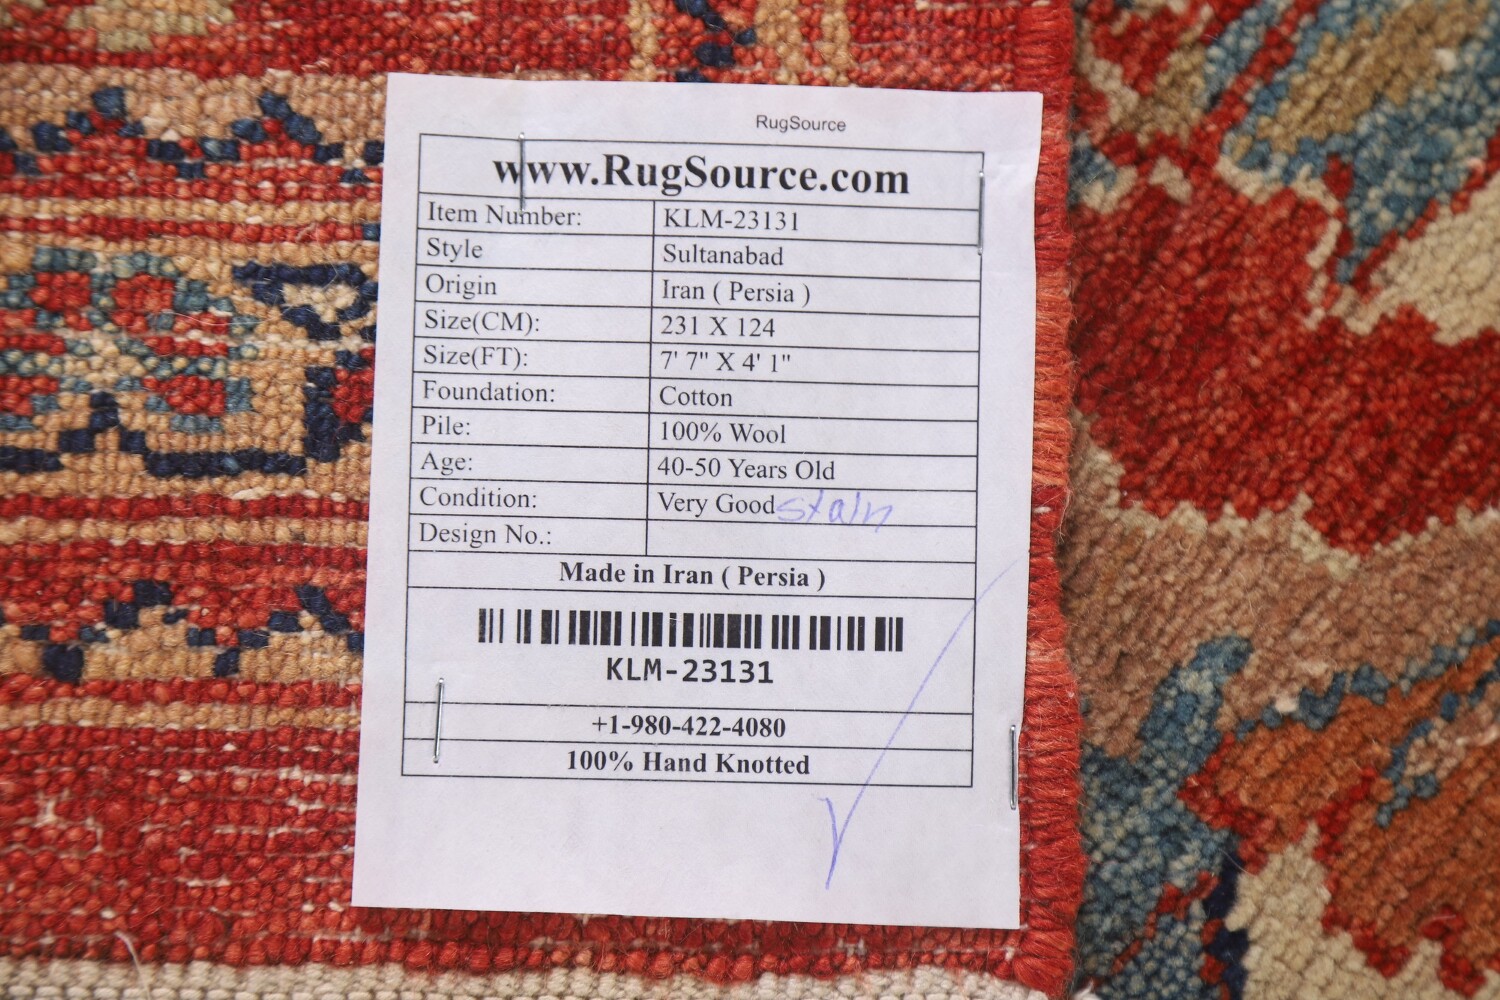 RugSource
www.RugSource.com
Item Number: KLM-23131
Style Sultanabad
Origin Iran ( Persia )
Size(CM): 231 X 124
Size(FT): 7' 7" X 4' 1"
Foundation: Cotton
Pile: 100% Wool
Age: 40-50 Years Old
Condition: Very Good stain
Design No.:
Made in Iran ( Persia )
KLM-23131
+1-980-422-4080
100% Hand Knotted